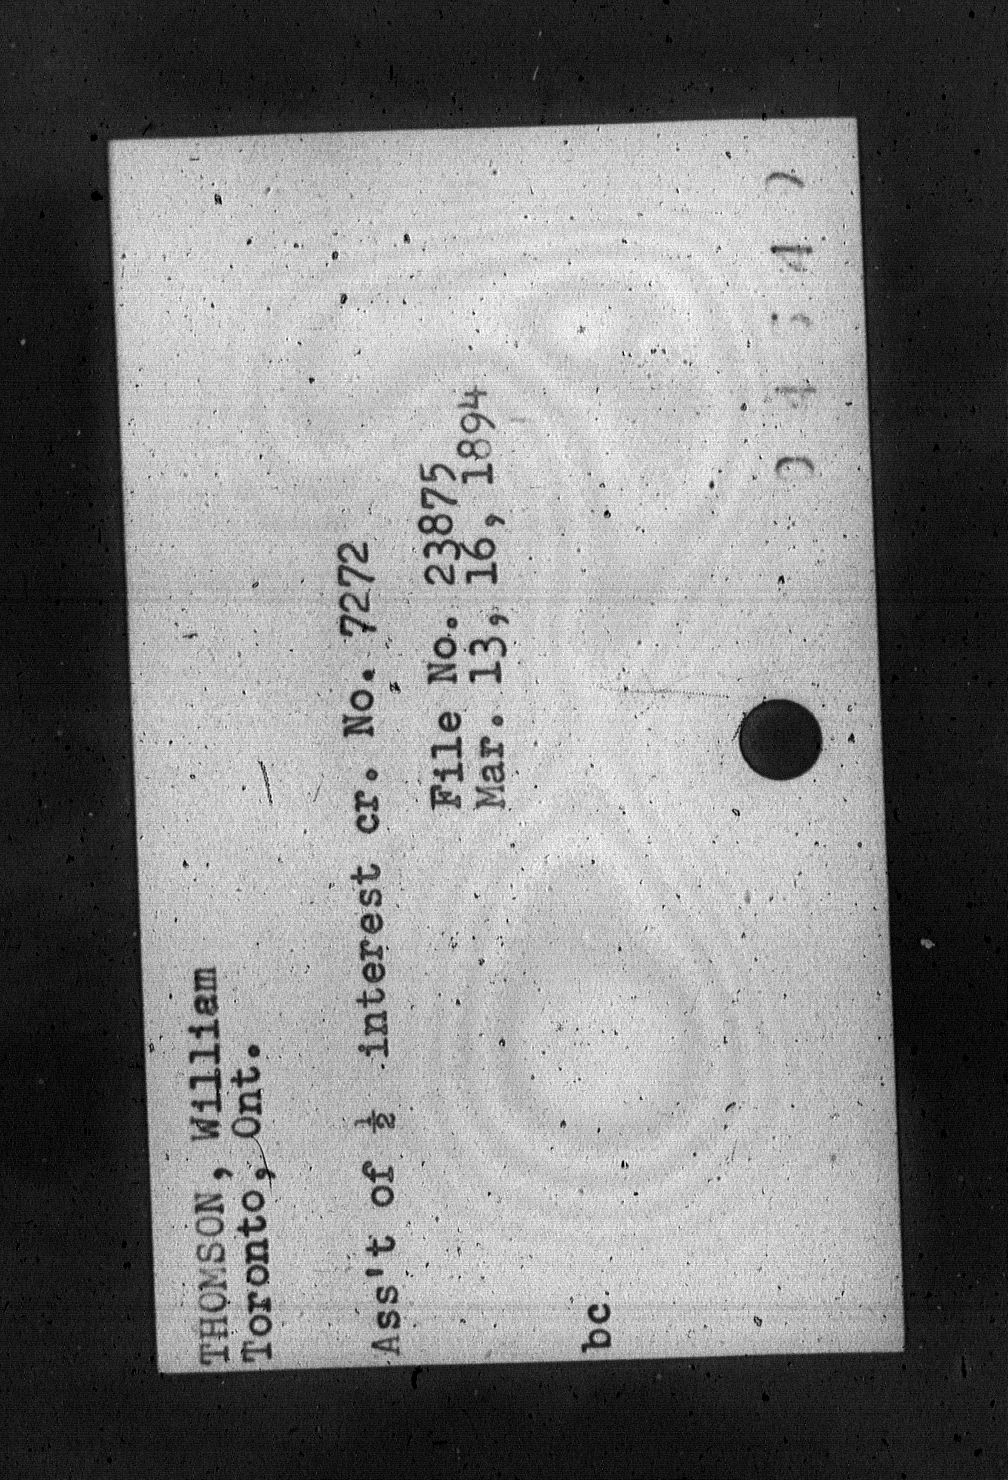 THOMSON, William
Toronto, Ont.
Ass't of ½ interest cr. No. 7272
File No. 23875
Mar. 13, 16, 1894
bc